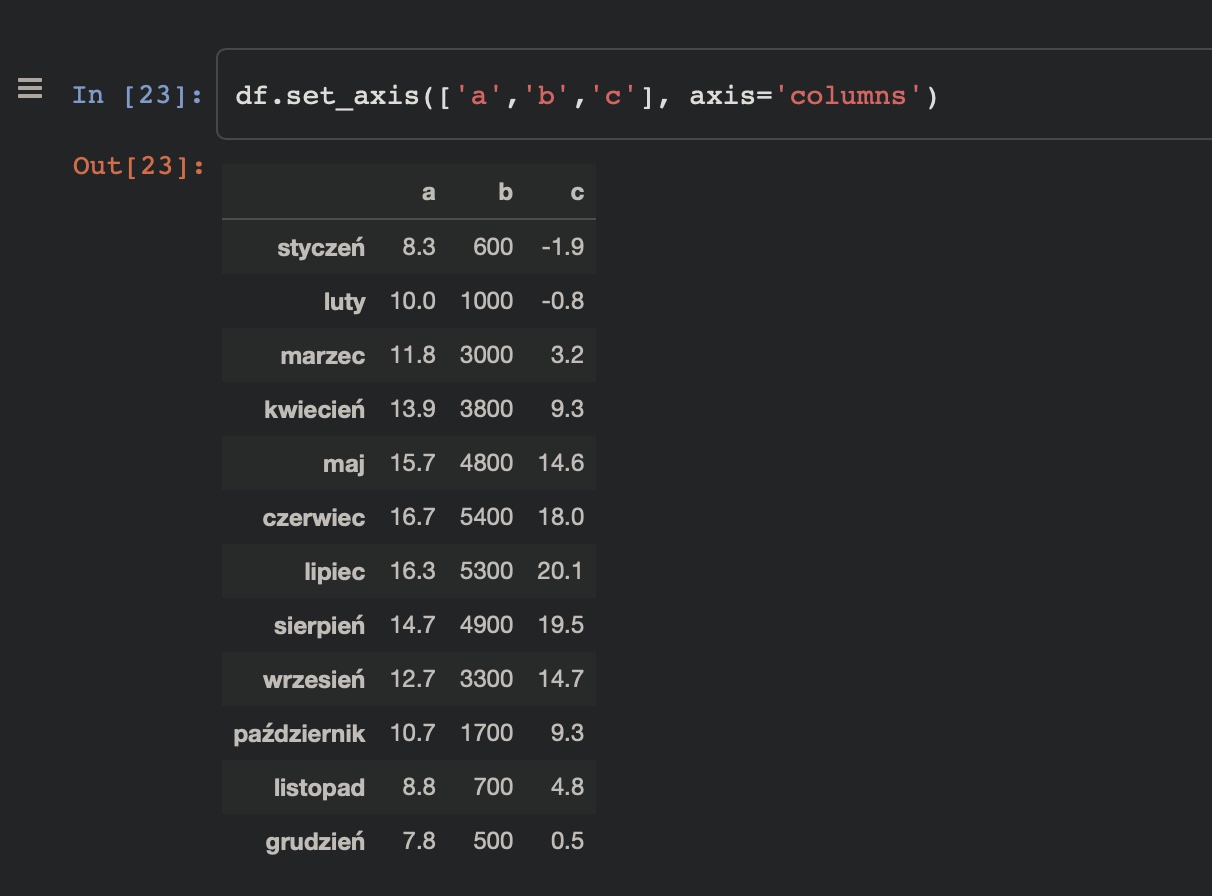 In [23]: df.set_axis(['a','b','c'], axis='columns')
Out[23]:
a b c
styczeń 8.3 600 -1.9
luty 10.0 1000 -0.8
marzec 11.8 3000 3.2
kwiecień 13.9 3800 9.3
maj 15.7 4800 14.6
czerwiec 16.7 5400 18.0
lipiec 16.3 5300 20.1
sierpień 14.7 4900 19.5
wrzesień 12.7 3300 14.7
październik 10.7 1700 9.3
listopad 8.8 700 4.8
grudzień 7.8 500 0.5